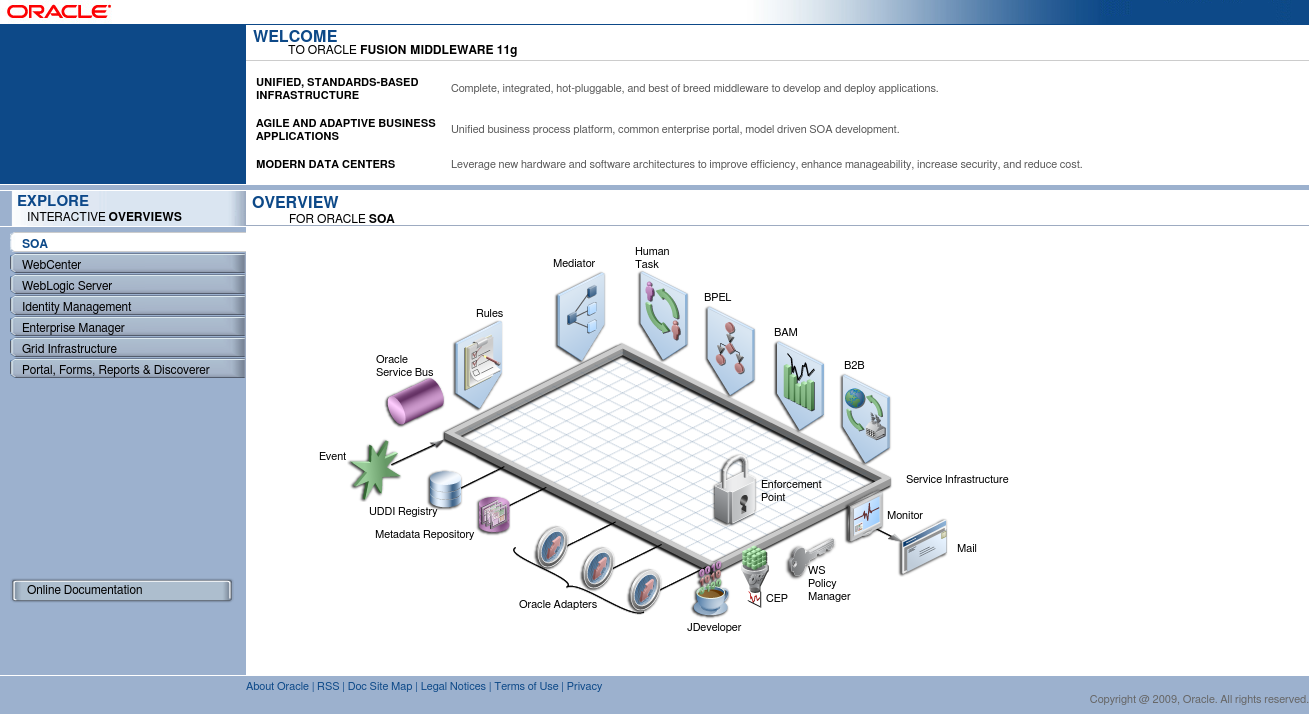 ORACLE
WELCOME
TO ORACLE FUSION MIDDLEWARE 11g
UNIFIED, STANDARDS-BASED
INFRASTRUCTURE
Complete, integrated, hot-pluggable, and best of breed middleware to develop and deploy applications.
AGILE AND ADAPTIVE BUSINESS
APPLICATIONS
Unified business process platform, common enterprise portal, model driven SOA development.
MODERN DATA CENTERS
Leverage new hardware and software architectures to improve efficiency, enhance manageability, increase security, and reduce cost.
EXPLORE
INTERACTIVE OVERVIEWS
SOA
WebCenter
WebLogic Server
Identity Management
Enterprise Manager
Grid Infrastructure
Portal, Forms, Reports & Discoverer
Online Documentation
OVERVIEW
FOR ORACLE SOA
Human
Task
Mediator
BPEL
Rules
BAM
Oracle
Service Bus
B2B
Event
Service Infrastructure
Enforcement
Point
UDDI Registry
Monitor
Metadata Repository
Mail
WS
Policy
Manager
CEP
Oracle Adapters
JDeveloper
About Oracle | RSS | Doc Site Map | Legal Notices | Terms of Use | Privacy
Copyright @ 2009, Oracle. All rights reserved.